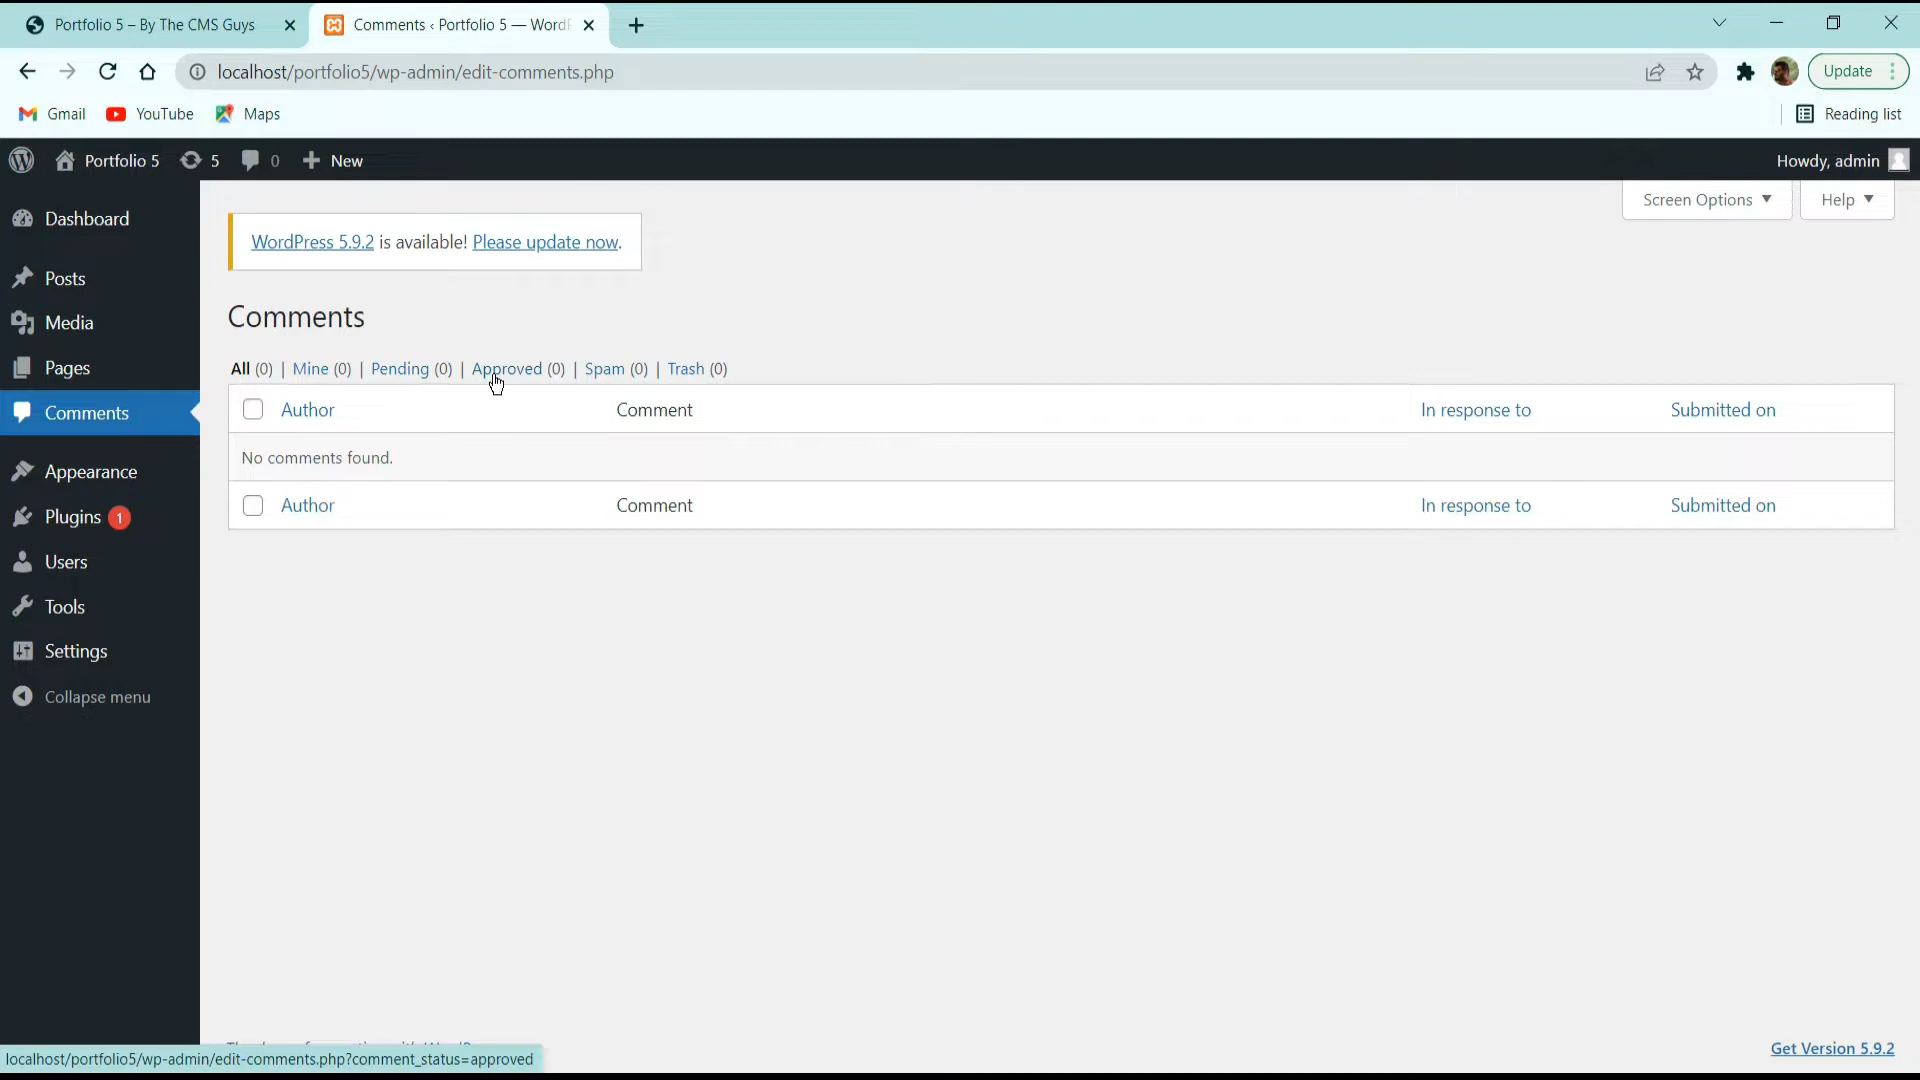 Portfolio 5 – By The CMS Guys
Comments ‹ Portfolio 5 — Word
localhost/portfolio5/wp-admin/edit-comments.php
Update
Gmail
YouTube
Maps
Reading list
Portfolio 5
5
0
New
Howdy, admin
Screen Options
Help
Dashboard
Posts
Media
Pages
Comments
Appearance
Plugins 1
Users
Tools
Settings
Collapse menu
WordPress 5.9.2 is available! Please update now.
Comments
All (0) | Mine (0) | Pending (0) | Approved (0) | Spam (0) | Trash (0)
Author Comment In response to Submitted on
No comments found.
Author Comment In response to Submitted on
Get Version 5.9.2
localhost/portfolio5/wp-admin/edit-comments.php?comment_status=approved